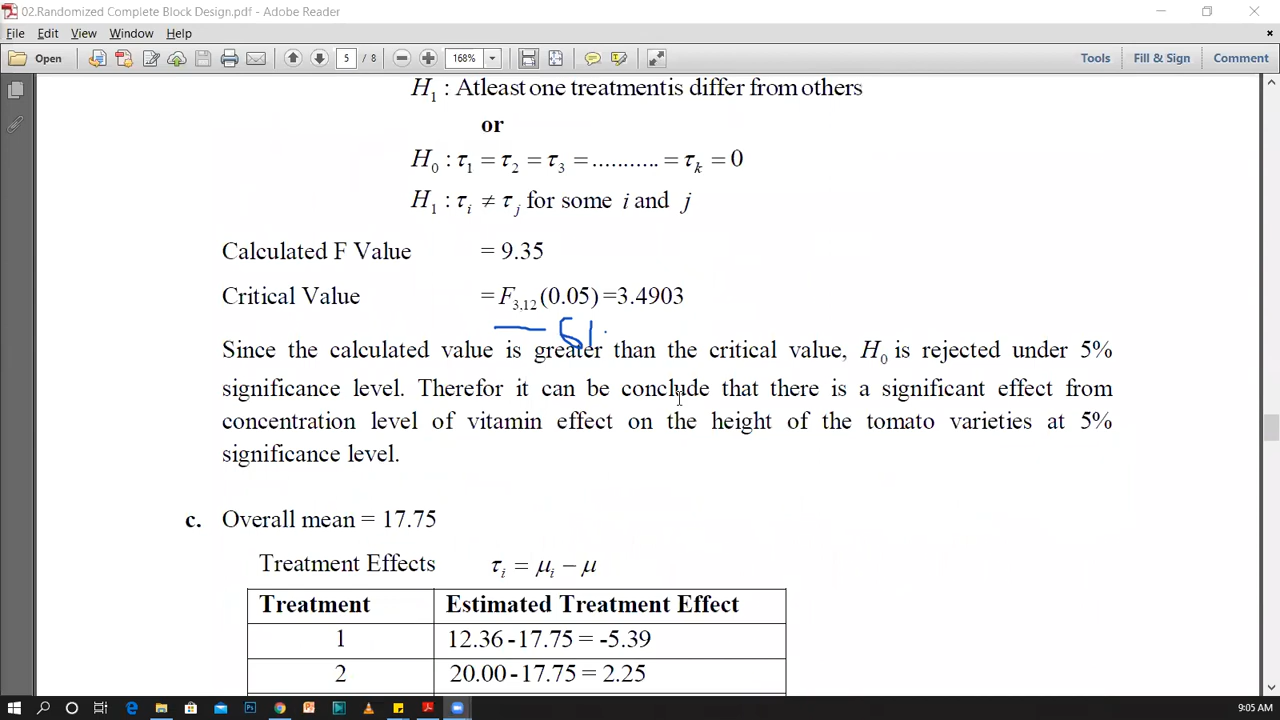 02.Randomized Complete Block Design.pdf - Adobe Reader
File Edit View Window Help
Open 5 / 8 168% Tools Fill & Sign Comment
H1 : Atleast one treatment is differ from others
or
H0 : τ1 = τ2 = τ3 = ........... = τk = 0
H1 : τi ≠ τj for some i and j
Calculated F Value = 9.35
Critical Value = F3,12 (0.05) =3.4903
Since the calculated value is greater than the critical value, H0 is rejected under 5%
significance level. Therefor it can be conclude that there is a significant effect from
concentration level of vitamin effect on the height of the tomato varieties at 5%
significance level.
c. Overall mean = 17.75
Treatment Effects τi = μi − μ
Treatment Estimated Treatment Effect
1 12.36 - 17.75 = -5.39
2 20.00 - 17.75 = 2.25
9:05 AM